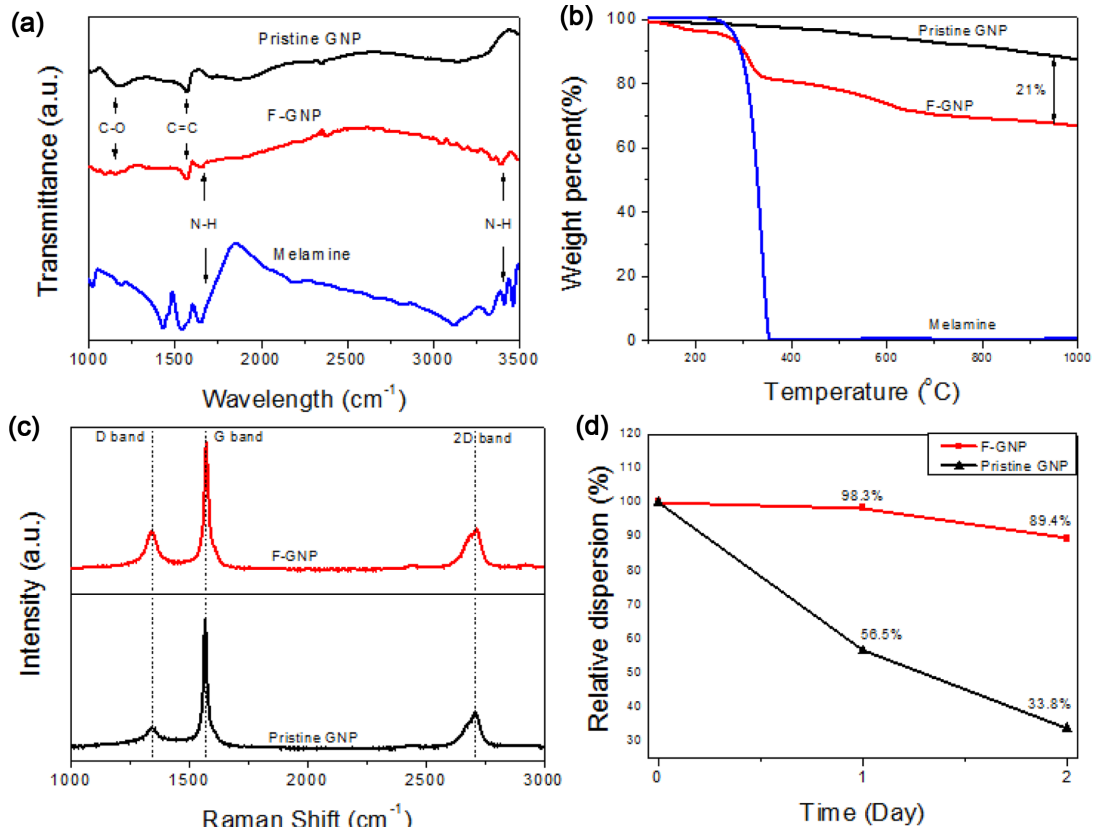 (a)
Pristine GNP
C-O
C=C
F-GNP
N-H
N-H
Melamine
Transmittance (a.u.)
1000 1500 2000 2500 3000 3500
Wavelength (cm-1)
(b)
100
80
60
40
20
0
Weight percent(%)
Pristine GNP
21%
F-GNP
Melamine
200 400 600 800 1000
Temperature (oC)
(c)
D band
G band
2D band
F-GNP
Pristine GNP
Intensity (a.u.)
1000 1500 2000 2500 3000
Raman Shift (cm-1)
(d)
120
110
100
90
80
70
60
50
40
30
Relative dispersion (%)
F-GNP
Pristine GNP
98.3%
89.4%
56.5%
33.8%
0 1 2
Time (Day)